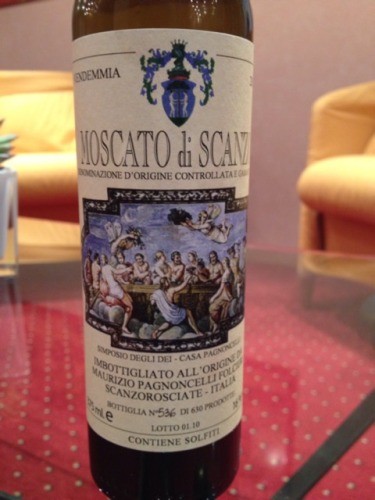 VENDEMMIA
MOSCATO di SCANZ
DENOMINAZIONE D'ORIGINE CONTROLLATA E
SIMPOSIO DEGLI DEI - CASA PAGNONCELLI
IMBOTTIGLIATO ALL'ORIGINE DA
MAURIZIO PAGNONCELLI
SCANZOROSCIATE - ITALIA
BOTTIGLIA N° 536 DI 630 PRODOTTE
mL e
LOTTO 01.10
CONTIENE SOLFITI